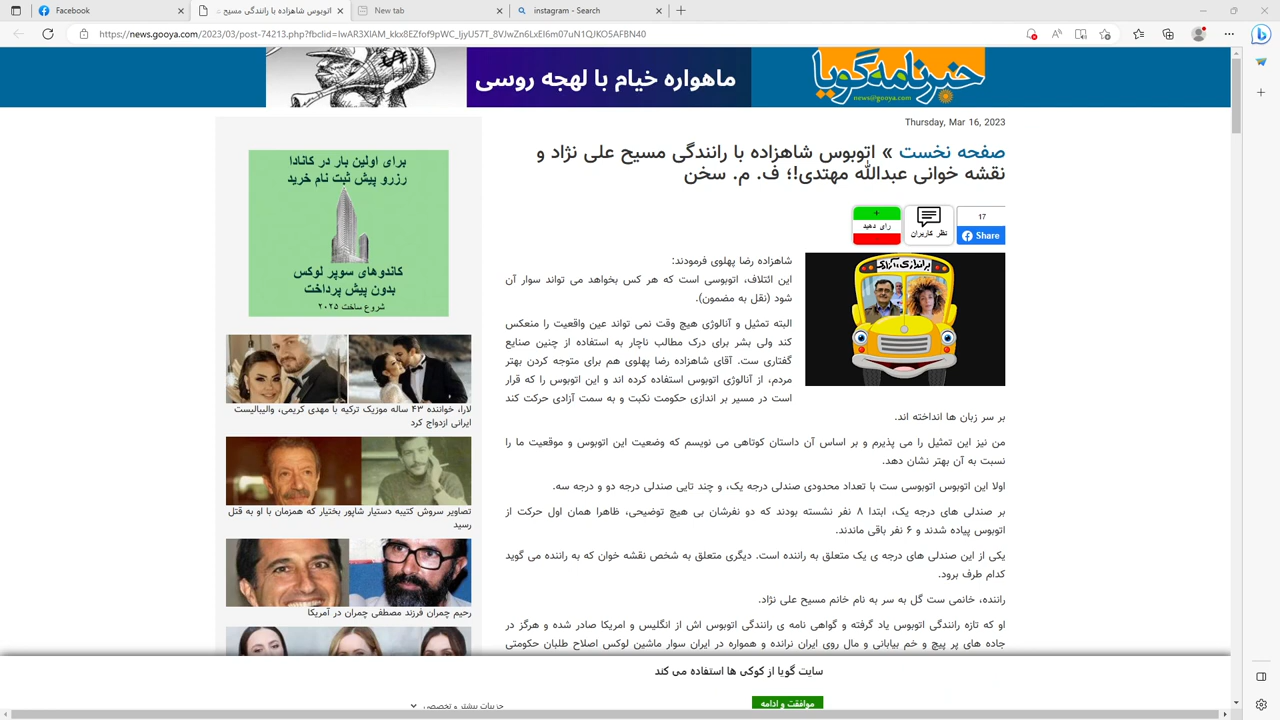 Facebook
اتوبوس شاهزاده با رانندگی مسیح
New tab
instagram - Search
https://news.gooya.com/2023/03/post-74213.php?fbclid=IwAR3XIAM_kkx8EZfof9pWC_IjyU57T_8VJwZn6LxEI6m07uN1QJKO5AFBN40
ماهواره خیام با لهجه روسی
خبرنامه گویا
news@gooya.com
Thursday, Mar 16, 2023
صفحه نخست » اتوبوس شاهزاده با رانندگی مسیح علی نژاد و
نقشه خوانی عبدالله مهتدی!؛ ف. م. سخن
+
رای دهید
نظر کاربران
17
Share
براندازی
شاهزاده رضا پهلوی فرمودند:
این ائتلاف، اتوبوسی است که هر کس بخواهد می تواند سوار آن
شود (نقل به مضمون).
البته تمثیل و آنالوژی هیچ وقت نمی تواند عین واقعیت را منعکس
کند ولی بشر برای درک مطالب ناچار به استفاده از چنین صنایع
گفتاری ست. آقای شاهزاده رضا پهلوی هم برای متوجه کردن بهتر
مردم، از آنالوژی اتوبوس استفاده کرده اند و این اتوبوس را که قرار
است در مسیر بر اندازی حکومت نکبت و به سمت آزادی حرکت کند
بر سر زبان ها انداخته اند.
من نیز این تمثیل را می پذیرم و بر اساس آن داستان کوتاهی می نویسم که وضعیت این اتوبوس و موقعیت ما را
نسبت به آن بهتر نشان دهد.
اولا این اتوبوس اتوبوسی ست با تعداد محدودی صندلی درجه یک، و چند تایی صندلی درجه دو و درجه سه.
بر صندلی های درجه یک، ابتدا ۸ نفر نشسته بودند که دو نفرشان بی هیچ توضیحی، ظاهرا همان اول حرکت از
اتوبوس پیاده شدند و ۶ نفر باقی ماندند.
یکی از این صندلی های درجه ی یک متعلق به راننده است. دیگری متعلق به شخص نقشه خوان که به راننده می گوید
کدام طرف برود.
راننده، خانمی ست گل به سر به نام خانم مسیح علی نژاد.
او که تازه رانندگی اتوبوس یاد گرفته و گواهی نامه ی رانندگی اتوبوس اش از انگلیس و امریکا صادر شده و هرگز در
جاده های پر پیچ و خم بیابانی و مال روی ایران نرانده و همواره در ایران سوار ماشین لوکس اصلاح طلبان حکومتی
برای اولین بار در کانادا
رزرو پیش ثبت نام خرید
کاندوهای سوپر لوکس
بدون پیش پرداخت
شروع ساخت ۲۰۲۵
لارا، خواننده ۴۳ ساله موزیک ترکیه با مهدی کریمی، والیبالیست
ایرانی ازدواج کرد
تصاویر سروش کتیبه دستیار شاپور بختیار که همزمان با او به قتل
رسید
رحیم چمران فرزند مصطفی چمران در آمریکا
سایت گویا از کوکی ها استفاده می کند
موافقت و ادامه
جزییات بیشتر و تخصصی